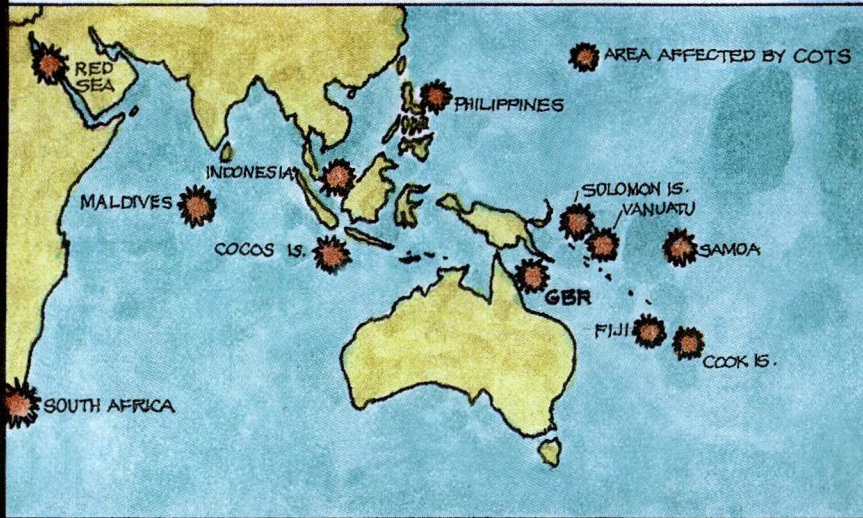 RED
SEA
AREA AFFECTED BY COTS
PHILIPPINES
INDONESIA
MALDIVES
SOLOMON IS.
VANUATU
COCOS IS.
SAMOA
GBR
FIJI
COOK IS.
SOUTH AFRICA